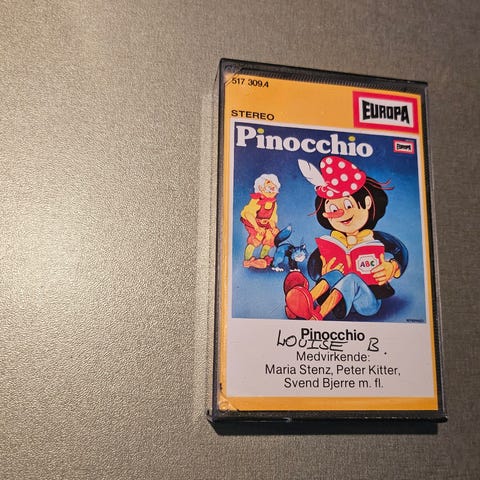 517 309.4
EUROPA
STEREO
Pinocchio
EUROPA
ABC
Pinocchio
LOUISE B.
Medvirkende:
Maria Stenz, Peter Kitter,
Svend Bjerre m. fl.